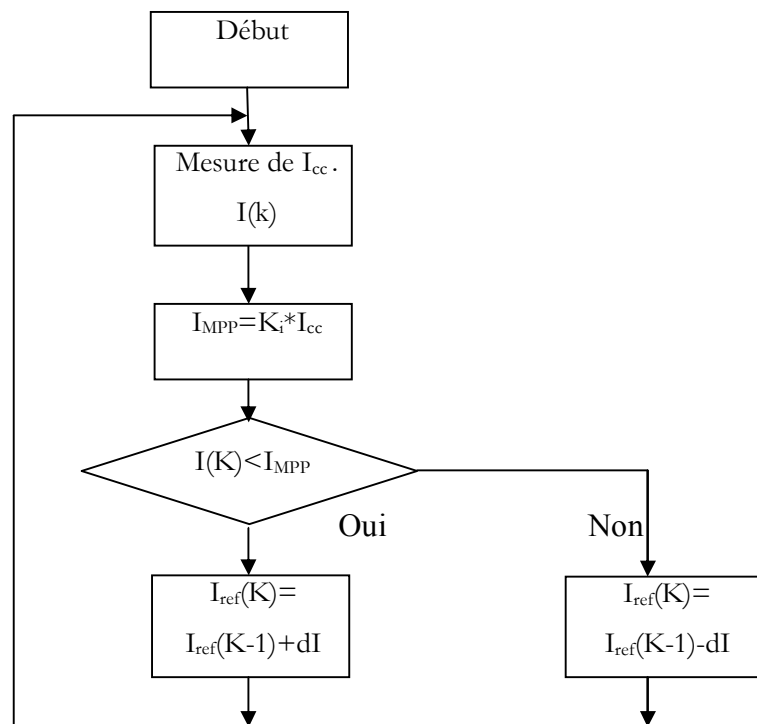 Début
Mesure de Icc .
I(k)
IMPP=Ki*Icc
I(K)<IMPP
Oui
Non
Iref(K)=
Iref(K-1)+dI
Iref(K)=
Iref(K-1)-dI